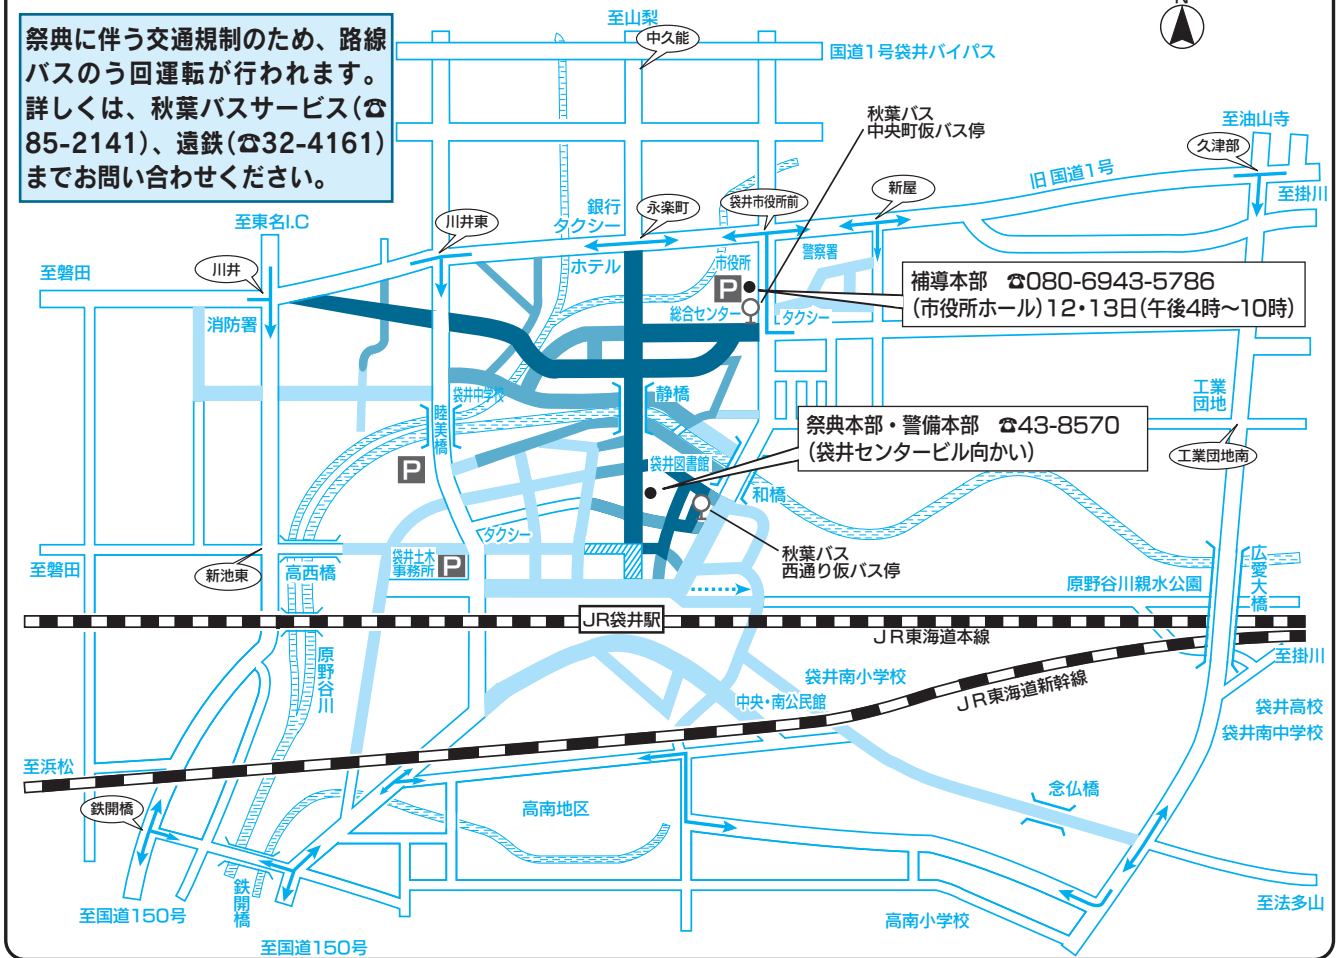 祭典に伴う交通規制のため、路線
バスのう回運転が行われます。
詳しくは、秋葉バスサービス(☎
85-2141)、遠鉄(☎32-4161)
までお問い合わせください。
N
至山梨
中久能
国道1号袋井バイパス
秋葉バス
中央町仮バス停
至油山寺
久津部
旧国道1号
至掛川
至東名I.C
川井東
銀行
タクシー
永楽町
袋井市役所前
新屋
至磐田
川井
ホテル
市役所
警察署
P
補導本部 ☎080-6943-5786
(市役所ホール)12・13日(午後4時〜10時)
消防署
総合センター
タクシー
袋井中学校
静橋
工業
団地
陸美橋
祭典本部・警備本部 ☎43-8570
(袋井センタービル向かい)
工業団地南
P
袋井図書館
和橋
タクシー
秋葉バス
西通り仮バス停
至磐田
新池東
高西橋
袋井土木
事務所
P
原野谷川親水公園
広愛大橋
JR袋井駅
JR東海道本線
原野谷川
至掛川
袋井南小学校
中央・南公民館
JR東海道新幹線
袋井高校
袋井南中学校
至浜松
鉄開橋
高南地区
念仏橋
鉄開橋
至国道150号
至国道150号
高南小学校
至法多山